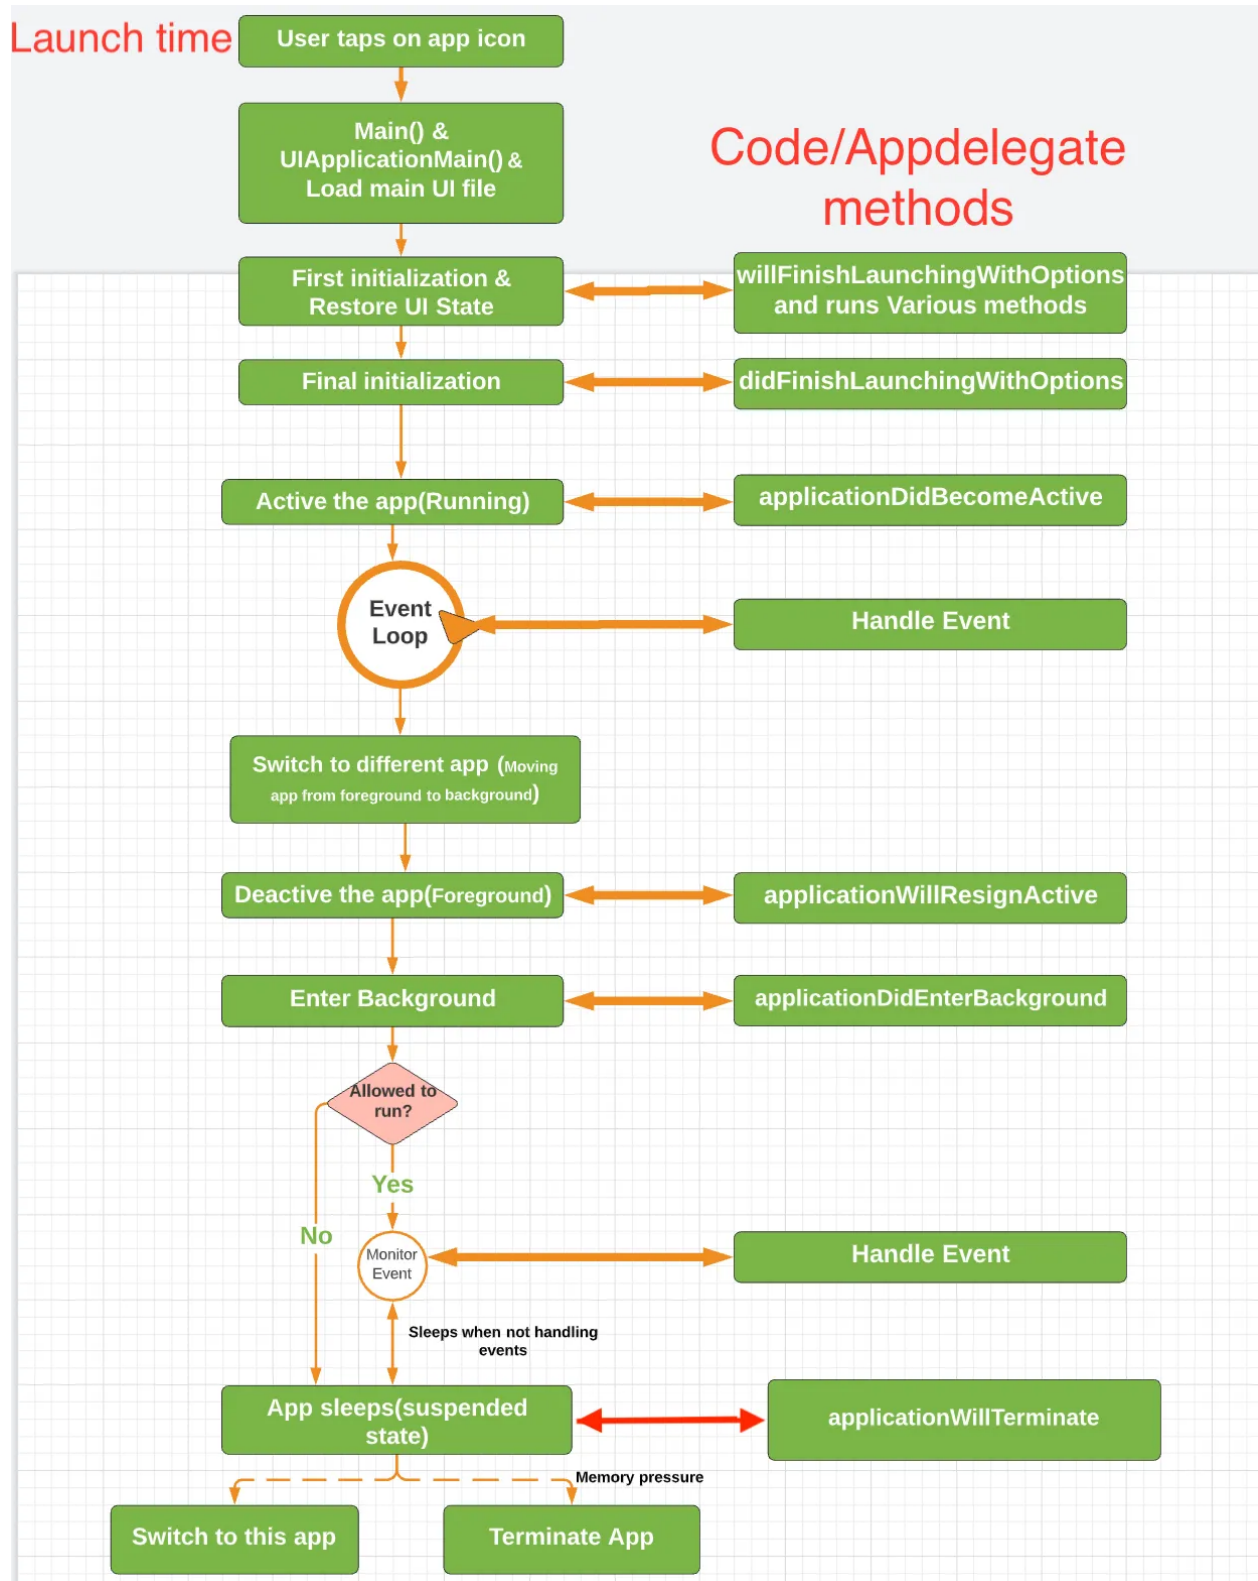 Launch time
User taps on app icon
Main() &
UIApplicationMain() &
Load main UI file
Code/Appdelegate
methods
First initialization &
Restore UI State
willFinishLaunchingWithOptions
and runs Various methods
Final initialization
didFinishLaunchingWithOptions
Active the app(Running)
applicationDidBecomeActive
Event
Loop
Handle Event
Switch to different app (Moving
app from foreground to background)
Deactive the app(Foreground)
applicationWillResignActive
Enter Background
applicationDidEnterBackground
Allowed to
run?
Yes
No
Monitor
Event
Handle Event
Sleeps when not handling
events
App sleeps(suspended
state)
applicationWillTerminate
Memory pressure
Switch to this app
Terminate App